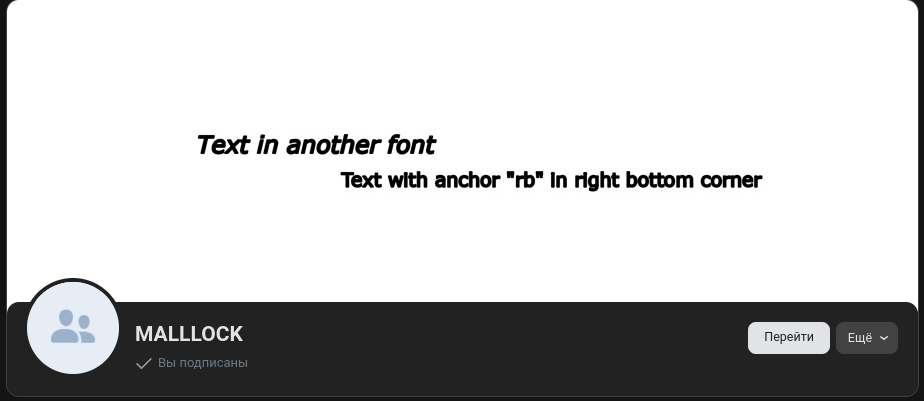 Text in another font
Text with anchor "rb" in right bottom corner
MALLLOCK
Перейти
Ещё
Вы подписаны